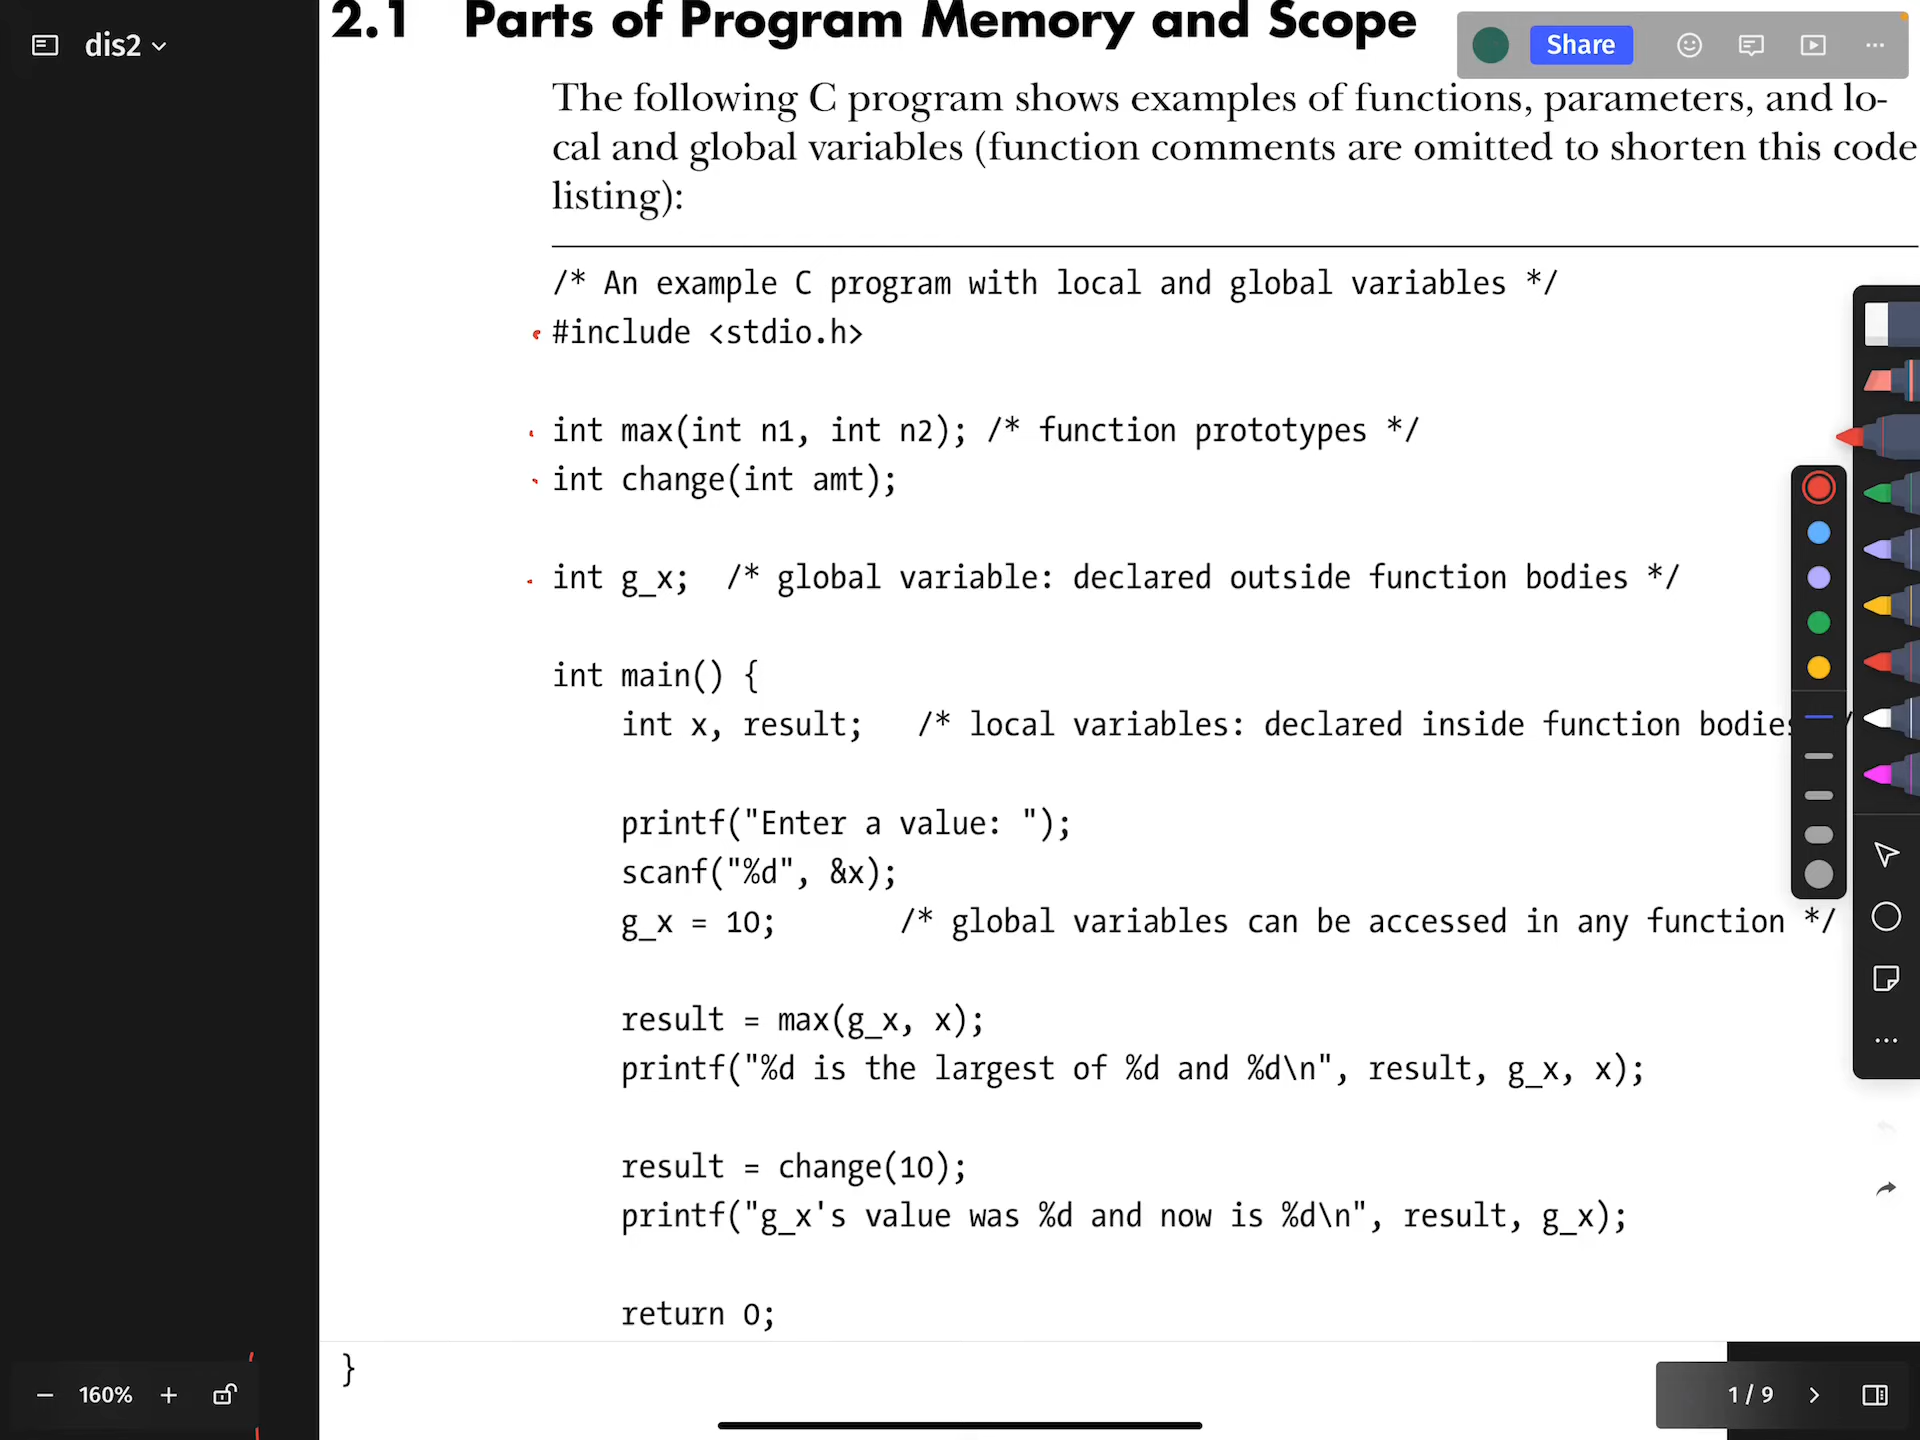 dis2
2.1 Parts of Program Memory and Scope
Share
The following C program shows examples of functions, parameters, and lo-
cal and global variables (function comments are omitted to shorten this code
listing):
/* An example C program with local and global variables */
#include <stdio.h>
int max(int n1, int n2); /* function prototypes */
int change(int amt);
int g_x;  /* global variable: declared outside function bodies */
int main() {
    int x, result;   /* local variables: declared inside function bodies /
    printf("Enter a value: ");
    scanf("%d", &x);
    g_x = 10;       /* global variables can be accessed in any function */
    result = max(g_x, x);
    printf("%d is the largest of %d and %d\n", result, g_x, x);
    result = change(10);
    printf("g_x's value was %d and now is %d\n", result, g_x);
    return 0;
}
160%
1 / 9